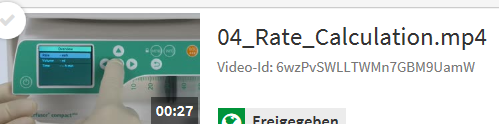 04_Rate_Calculation.mp4
Video-Id: 6wzPvSWLLTWMn7GBM9UamW
00:27
Freigegeben